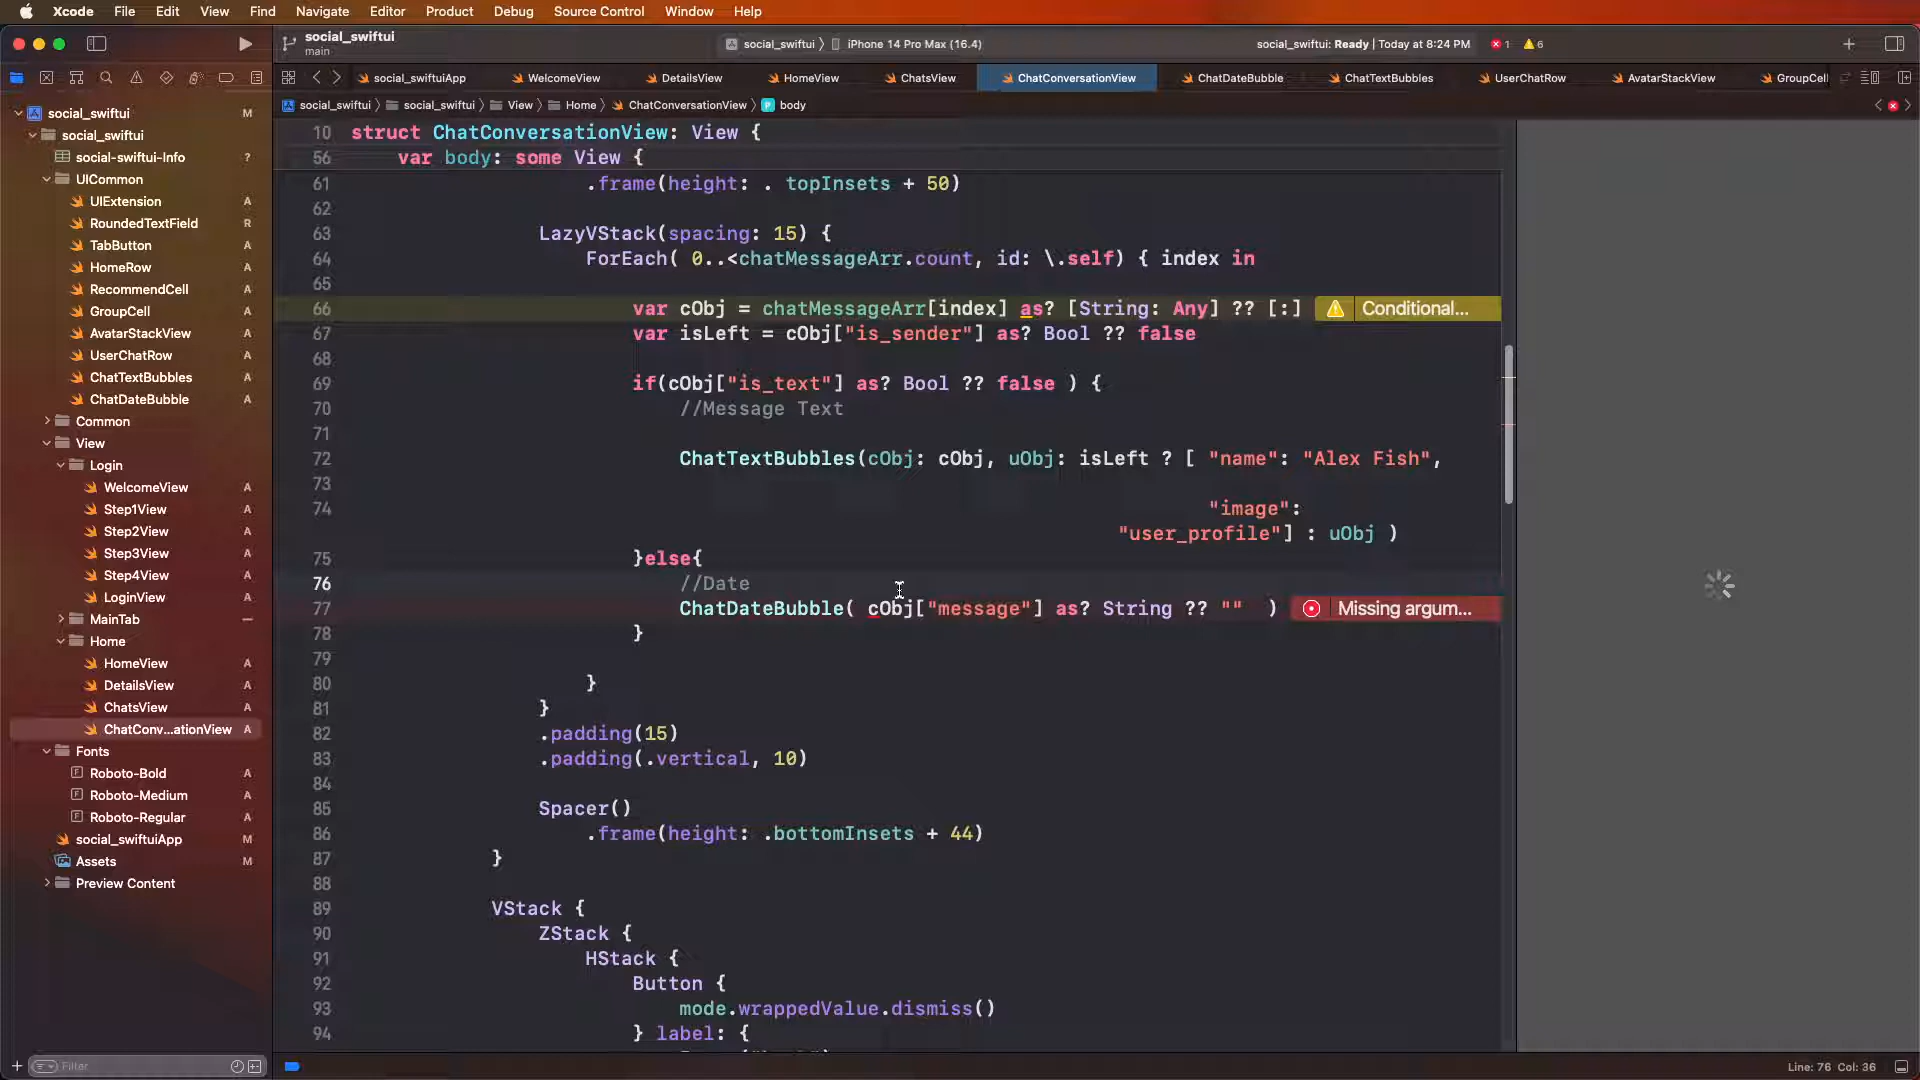 Xcode File Edit View Find Navigate Editor Product Debug Source Control Window Help
social_swiftui
main
social_swiftui
iPhone 14 Pro Max (16.4)
social_swiftui: Ready | Today at 8:24 PM
1
6
social_swiftuiApp WelcomeView DetailsView HomeView ChatsView ChatConversationView ChatDateBubble ChatTextBubbles UserChatRow AvatarStackView GroupCell
social_swiftui social_swiftui View Home ChatConversationView body
social_swiftui M
social_swiftui
social-swiftui-Info ?
UICommon
UIExtension A
RoundedTextField R
TabButton A
HomeRow A
RecommendCell A
GroupCell A
AvatarStackView A
UserChatRow A
ChatTextBubbles A
ChatDateBubble A
Common
View
Login
WelcomeView A
Step1View A
Step2View A
Step3View A
Step4View A
LoginView A
MainTab
Home
HomeView A
DetailsView A
ChatsView A
ChatConv...ationView A
Fonts
Roboto-Bold A
Roboto-Medium A
Roboto-Regular A
social_swiftuiApp M
Assets M
Preview Content
Filter
10 struct ChatConversationView: View {
56 var body: some View {
61 .frame(height: . topInsets + 50)
62
63 LazyVStack(spacing: 15) {
64 ForEach( 0..<chatMessageArr.count, id: \.self) { index in
65
66 var cObj = chatMessageArr[index] as? [String: Any] ?? [:] Conditional...
67 var isLeft = cObj["is_sender"] as? Bool ?? false
68
69 if(cObj["is_text"] as? Bool ?? false ) {
70 //Message Text
71
72 ChatTextBubbles(cObj: cObj, uObj: isLeft ? [ "name": "Alex Fish",
73
74 "image":
"user_profile"] : uObj )
75 }else{
76 //Date
77 ChatDateBubble( cObj["message"] as? String ?? "" ) Missing argum...
78 }
79
80 }
81 }
82 .padding(15)
83 .padding(.vertical, 10)
84
85 Spacer()
86 .frame(height: .bottomInsets + 44)
87 }
88
89 VStack {
90 ZStack {
91 HStack {
92 Button {
93 mode.wrappedValue.dismiss()
94 } label: {
Line: 76 Col: 36